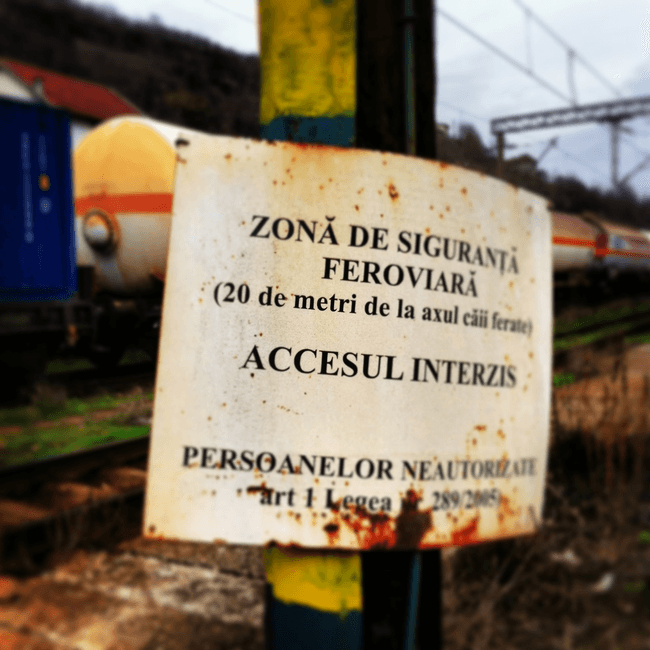 ZONĂ DE SIGURANȚĂ
FEROVIARĂ
(20 de metri de la axul căii ferate)
ACCESUL INTERZIS
PERSOANELOR NEAUTORIZATE
art 1 Legea 289/2005)